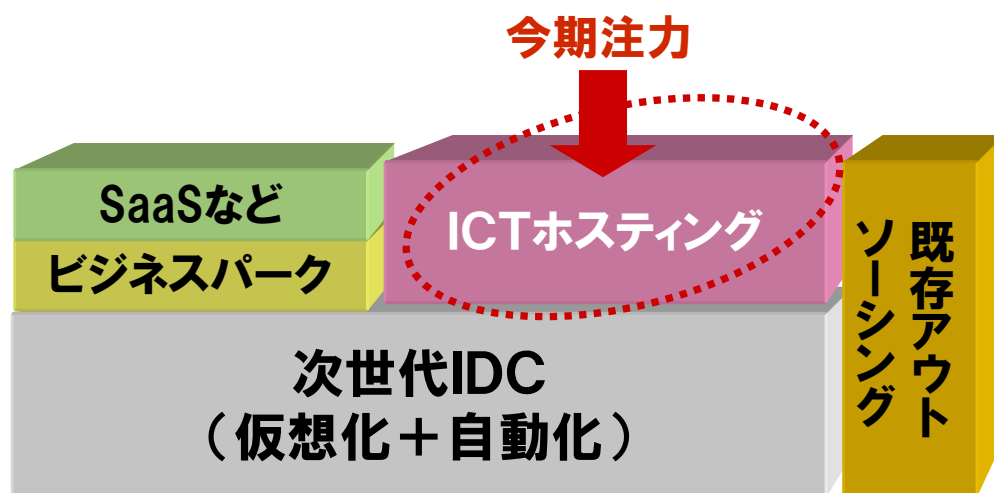 今期注力
SaaSなど
ビジネスパーク
ICTホスティング
次世代IDC
（仮想化＋自動化）
既存アウト
ソーシング